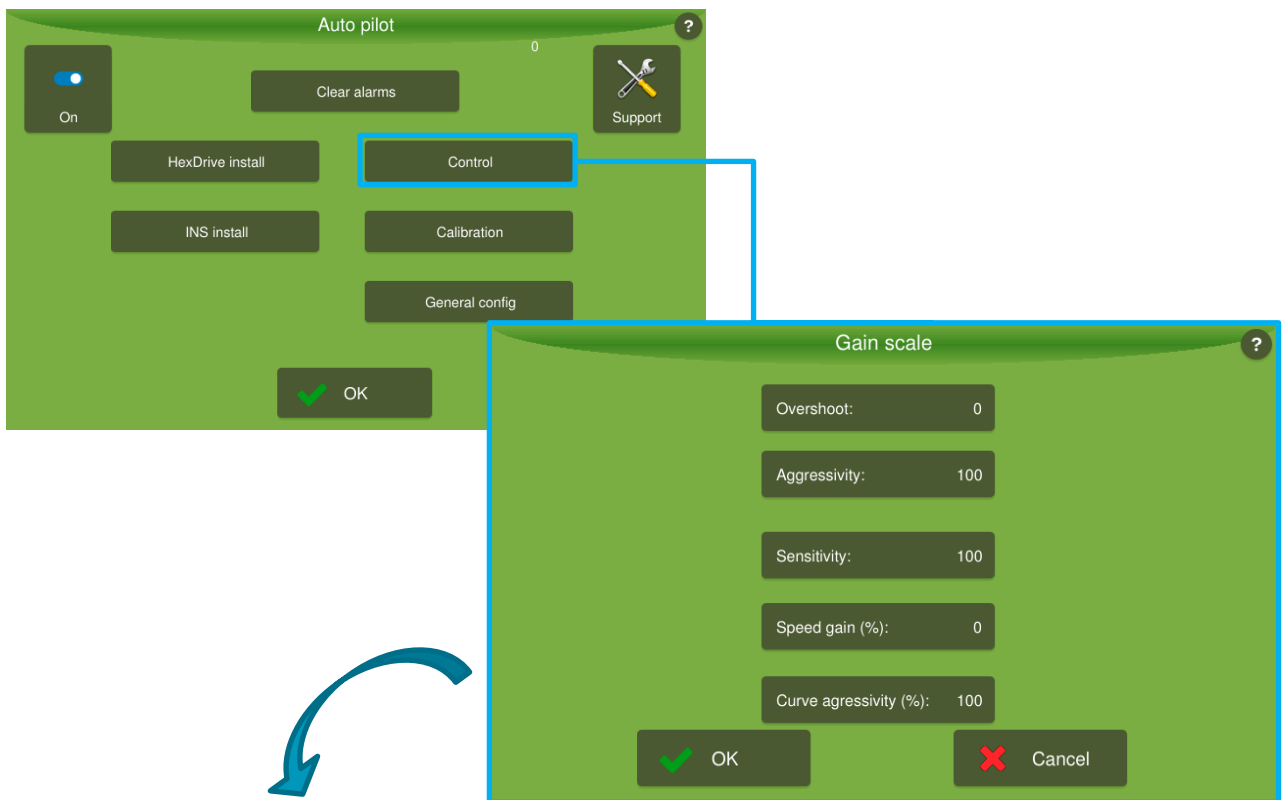 Auto pilot
?
0
On
Clear alarms
Support
HexDrive install
Control
INS install
Calibration
General config
OK
Gain scale
?
Overshoot: 0
Aggressivity: 100
Sensitivity: 100
Speed gain (%): 0
Curve agressivity (%): 100
OK
Cancel